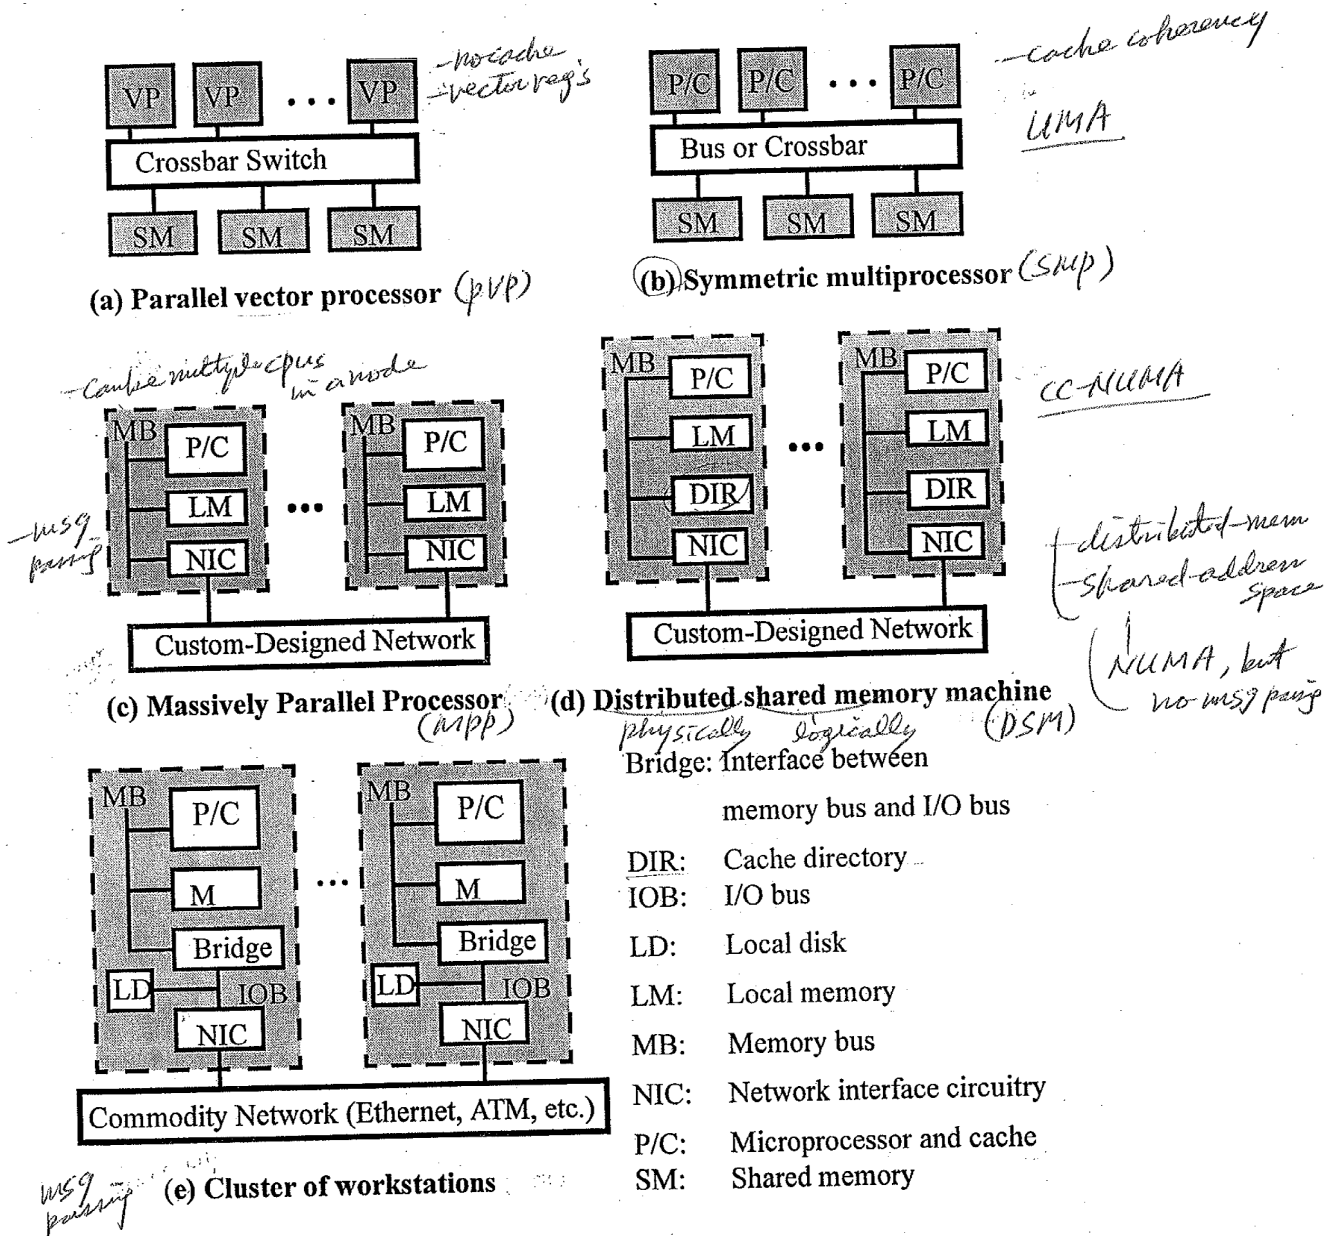 VP VP ... VP
-no cache
-vector reg's
Crossbar Switch
SM SM SM
(a) Parallel vector processor (PVP)
P/C P/C ... P/C
-cache coherency
UMA
Bus or Crossbar
SM SM SM
(b) Symmetric multiprocessor (SMP)
-can be multiple cpus
in a node
MB P/C
LM
NIC
...
MB P/C
LM
NIC
-msg
passing
Custom-Designed Network
(c) Massively Parallel Processor
(MPP)
MB P/C
LM
DIR
NIC
...
MB P/C
LM
DIR
NIC
CC-NUMA
-distributed-mem
-shared-address
space
NUMA, but
no msg passing
Custom-Designed Network
(d) Distributed shared memory machine
physically logically (DSM)
MB P/C
M
Bridge
LD IOB
NIC
...
MB P/C
M
Bridge
LD IOB
NIC
Commodity Network (Ethernet, ATM, etc.)
msg
passing
(e) Cluster of workstations
Bridge: Interface between
memory bus and I/O bus
DIR: Cache directory
IOB: I/O bus
LD: Local disk
LM: Local memory
MB: Memory bus
NIC: Network interface circuitry
P/C: Microprocessor and cache
SM: Shared memory